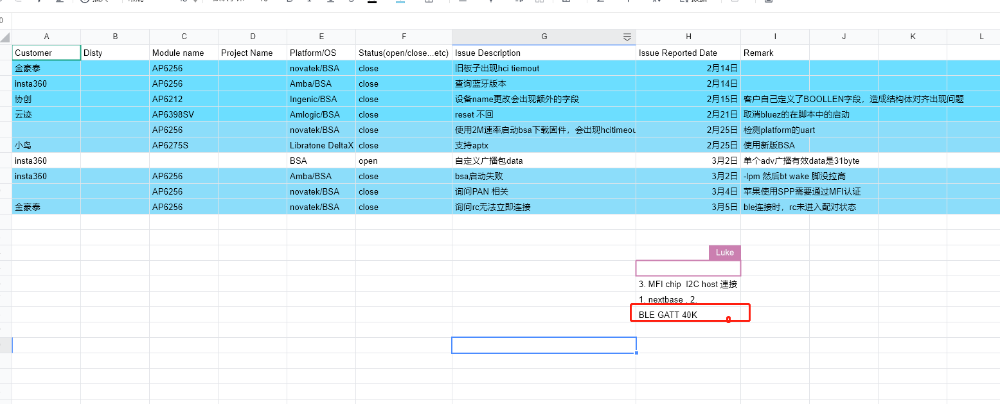 A B C D E F G H I J K L
Customer Disty Module name Project Name Platform/OS Status(open/close...etc) Issue Description Issue Reported Date Remark
金豪泰 AP6256 novatek/BSA close 旧板子出现hci tiemout 2月14日
insta360 AP6256 Amba/BSA close 查询蓝牙版本 2月14日
协创 AP6212 Ingenic/BSA close 设备name更改会出现额外的字段 2月15日 客户自己定义了BOOLLEN字段，造成结构体对齐出现问题
云迹 AP6398SV Amlogic/BSA close reset 不回 2月21日 取消bluez的在脚本中的启动
AP6256 novatek/BSA close 使用2M速率启动bsa下载固件，会出现hcitimeou 2月25日 检测platform的uart
小鸟 AP6275S Libratone DeltaX close 支持aptx 2月25日 使用新版BSA
insta360 BSA open 自定义广播包data 3月2日 单个adv广播有效data是31byte
insta360 AP6256 Amba/BSA close bsa启动失败 3月2日 -lpm 然后bt wake 脚没拉高
AP6256 novatek/BSA close 询问PAN 相关 3月4日 苹果使用SPP需要通过MFI认证
金豪泰 AP6256 novatek/BSA close 询问rc无法立即连接 3月5日 ble连接时，rc未进入配对状态
Luke
3. MFI chip I2C host 連接
1. nextbase . 2.
BLE GATT 40K